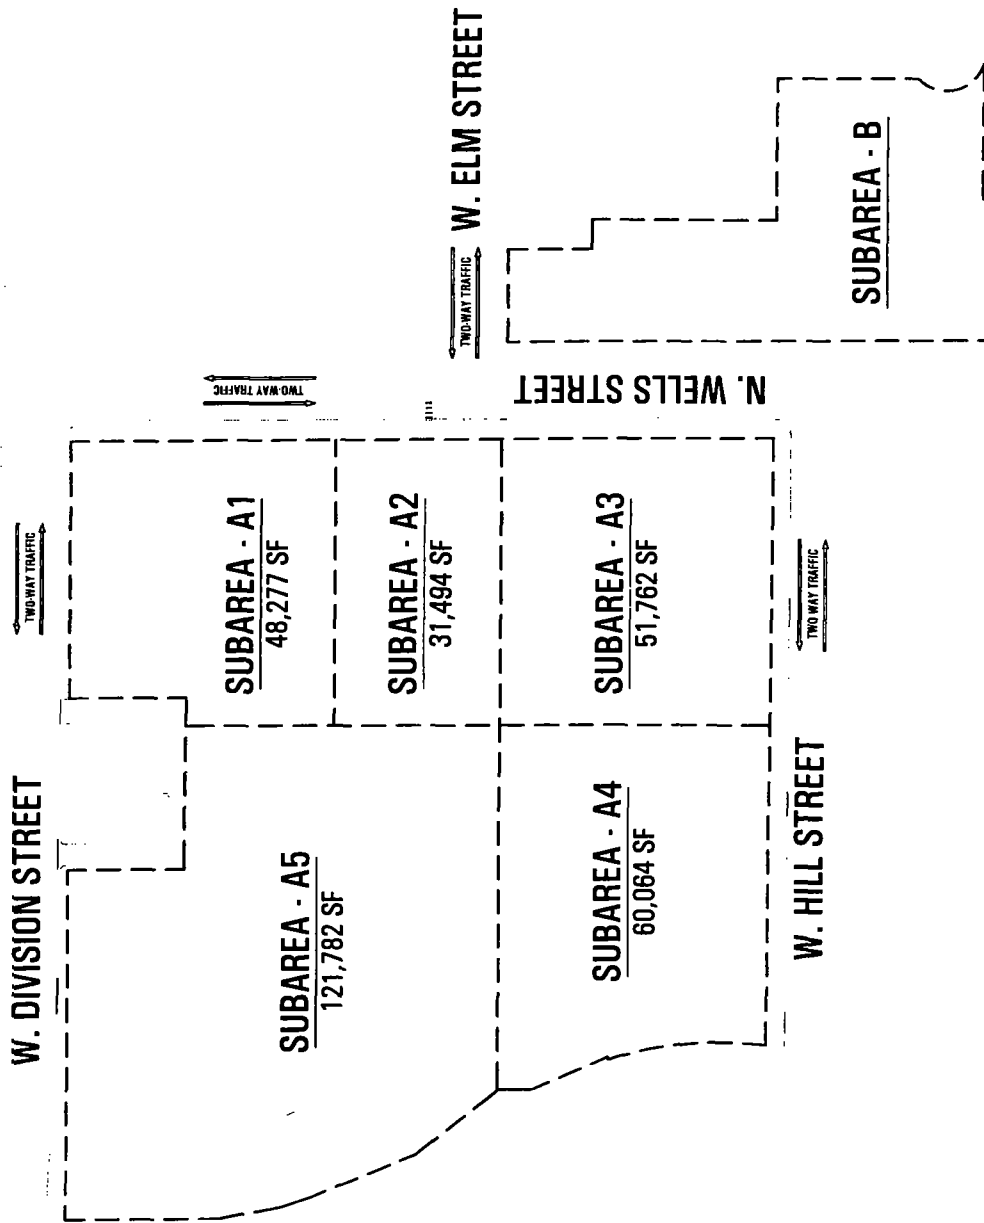 W. DIVISION STREET
TWO-WAY TRAFFIC
SUBAREA - A5
121,782 SF
SUBAREA - A1
48,277 SF
TWO-WAY TRAFFIC
SUBAREA - A2
31,494 SF
SUBAREA - A4
60,064 SF
SUBAREA - A3
51,762 SF
W. HILL STREET
TWO WAY TRAFFIC
N. WELLS STREET
W. ELM STREET
TWO-WAY TRAFFIC
SUBAREA - B